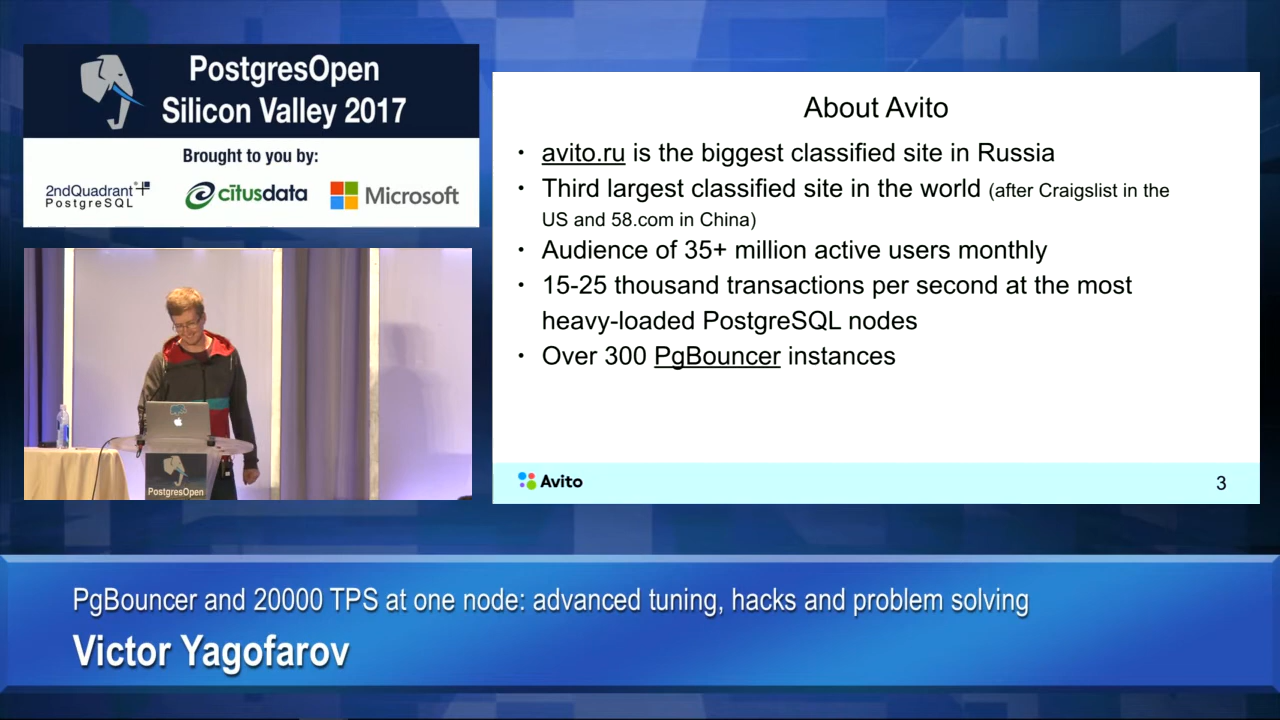 PostgresOpen
Silicon Valley 2017
Brought to you by:
2ndQuadrant
PostgreSQL
citusdata
Microsoft
PostgresOpen
About Avito
• avito.ru is the biggest classified site in Russia
• Third largest classified site in the world (after Craigslist in the
US and 58.com in China)
• Audience of 35+ million active users monthly
• 15-25 thousand transactions per second at the most
heavy-loaded PostgreSQL nodes
• Over 300 PgBouncer instances
Avito
3
PgBouncer and 20000 TPS at one node: advanced tuning, hacks and problem solving
Victor Yagofarov